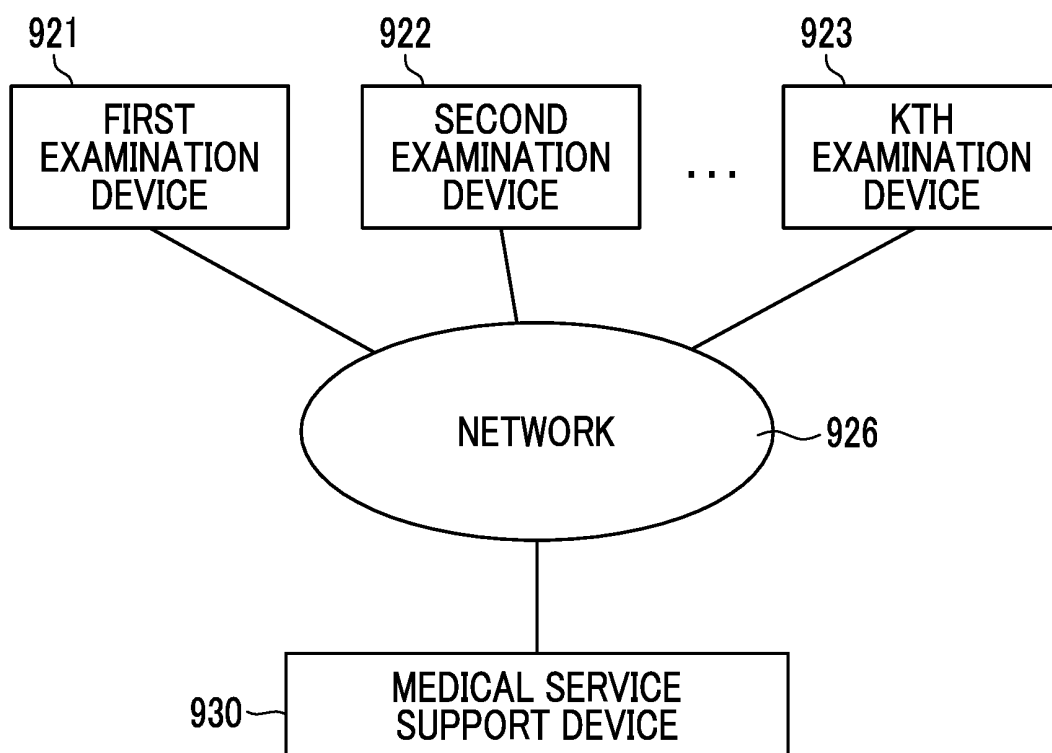 921
922
923
FIRST
EXAMINATION
DEVICE
SECOND
EXAMINATION
DEVICE
...
KTH
EXAMINATION
DEVICE
NETWORK
926
930
MEDICAL SERVICE
SUPPORT DEVICE